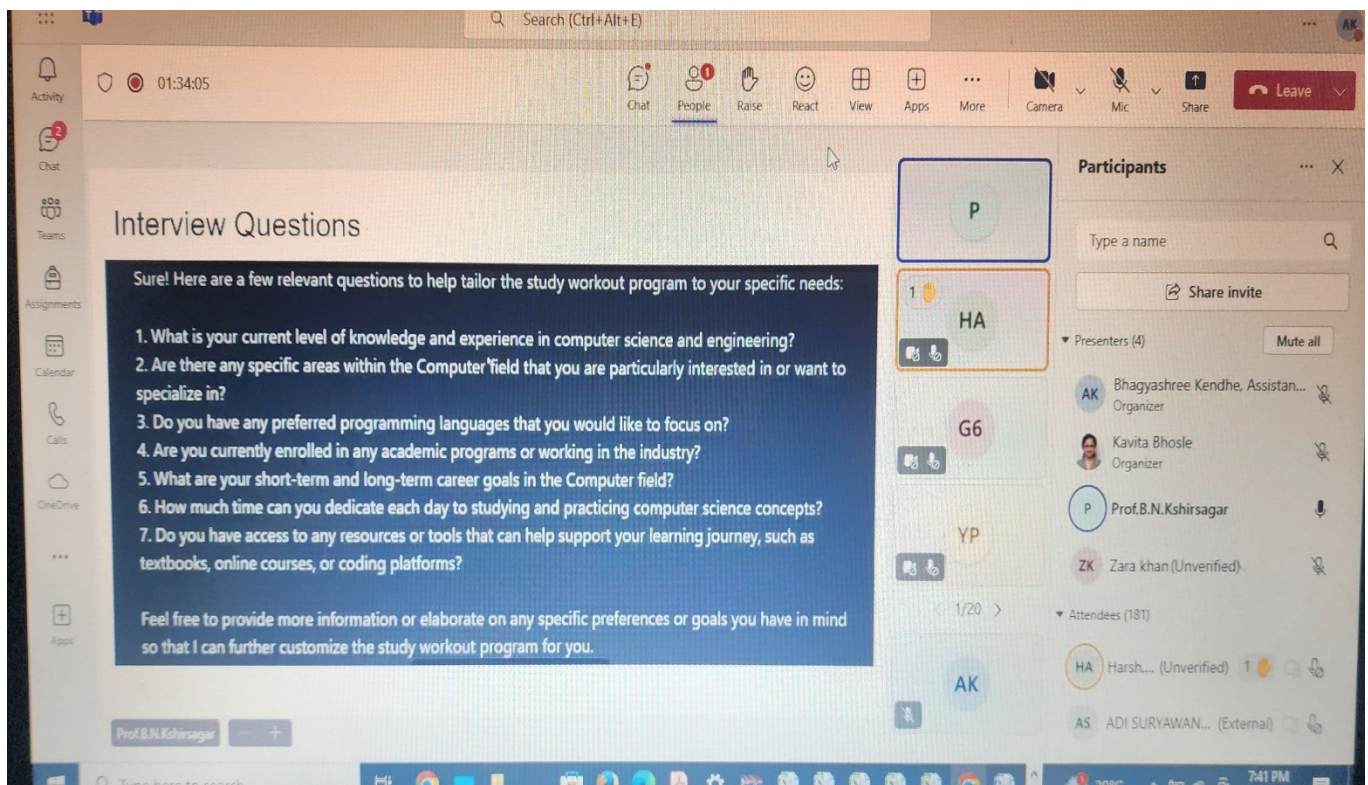 Search (Ctrl+Alt+E)
AK
Activity
01:34:05
Chat
1
People
Raise
React
View
Apps
More
Camera
Mic
Share
Leave
2
Chat
Teams
Assignments
Calendar
Calls
OneDrive
Apps
Interview Questions
Sure! Here are a few relevant questions to help tailor the study workout program to your specific needs:
1. What is your current level of knowledge and experience in computer science and engineering?
2. Are there any specific areas within the Computer field that you are particularly interested in or want to
specialize in?
3. Do you have any preferred programming languages that you would like to focus on?
4. Are you currently enrolled in any academic programs or working in the industry?
5. What are your short-term and long-term career goals in the Computer field?
6. How much time can you dedicate each day to studying and practicing computer science concepts?
7. Do you have access to any resources or tools that can help support your learning journey, such as
textbooks, online courses, or coding platforms?
Feel free to provide more information or elaborate on any specific preferences or goals you have in mind
so that I can further customize the study workout program for you.
Prof.B.N.Kshirsagar
P
1
HA
G6
YP
1/20
AK
Participants
Type a name
Share invite
Presenters (4)
Mute all
AK Bhagyashree Kendhe, Assistan...
Organizer
Kavita Bhosle
Organizer
P Prof.B.N.Kshirsagar
ZK Zara khan (Unverified)
Attendees (181)
HA Harsh.... (Unverified) 1
AS ADI SURYAWAN... (External)
Type here to search
7:41 PM